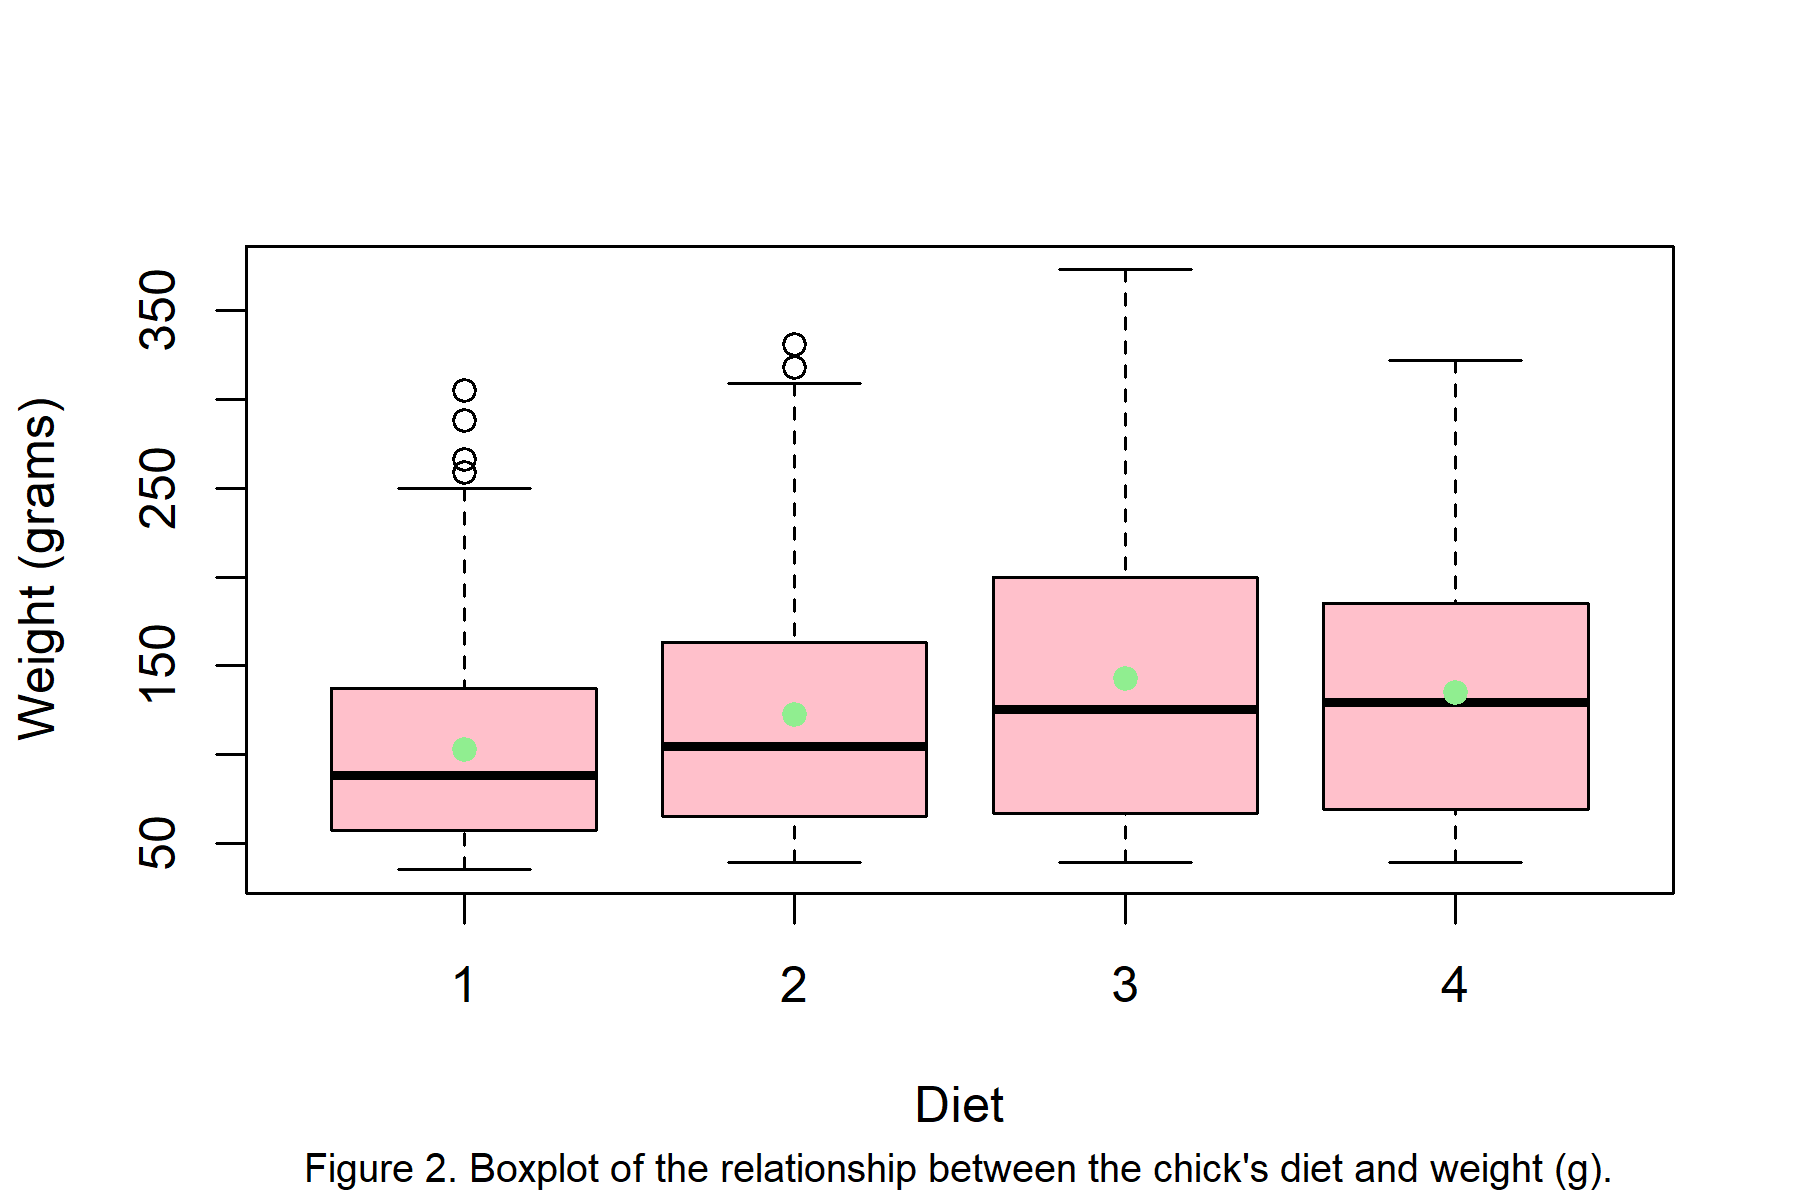 Weight (grams)
350
250
150
50
1 2 3 4
Diet
Figure 2. Boxplot of the relationship between the chick's diet and weight (g).